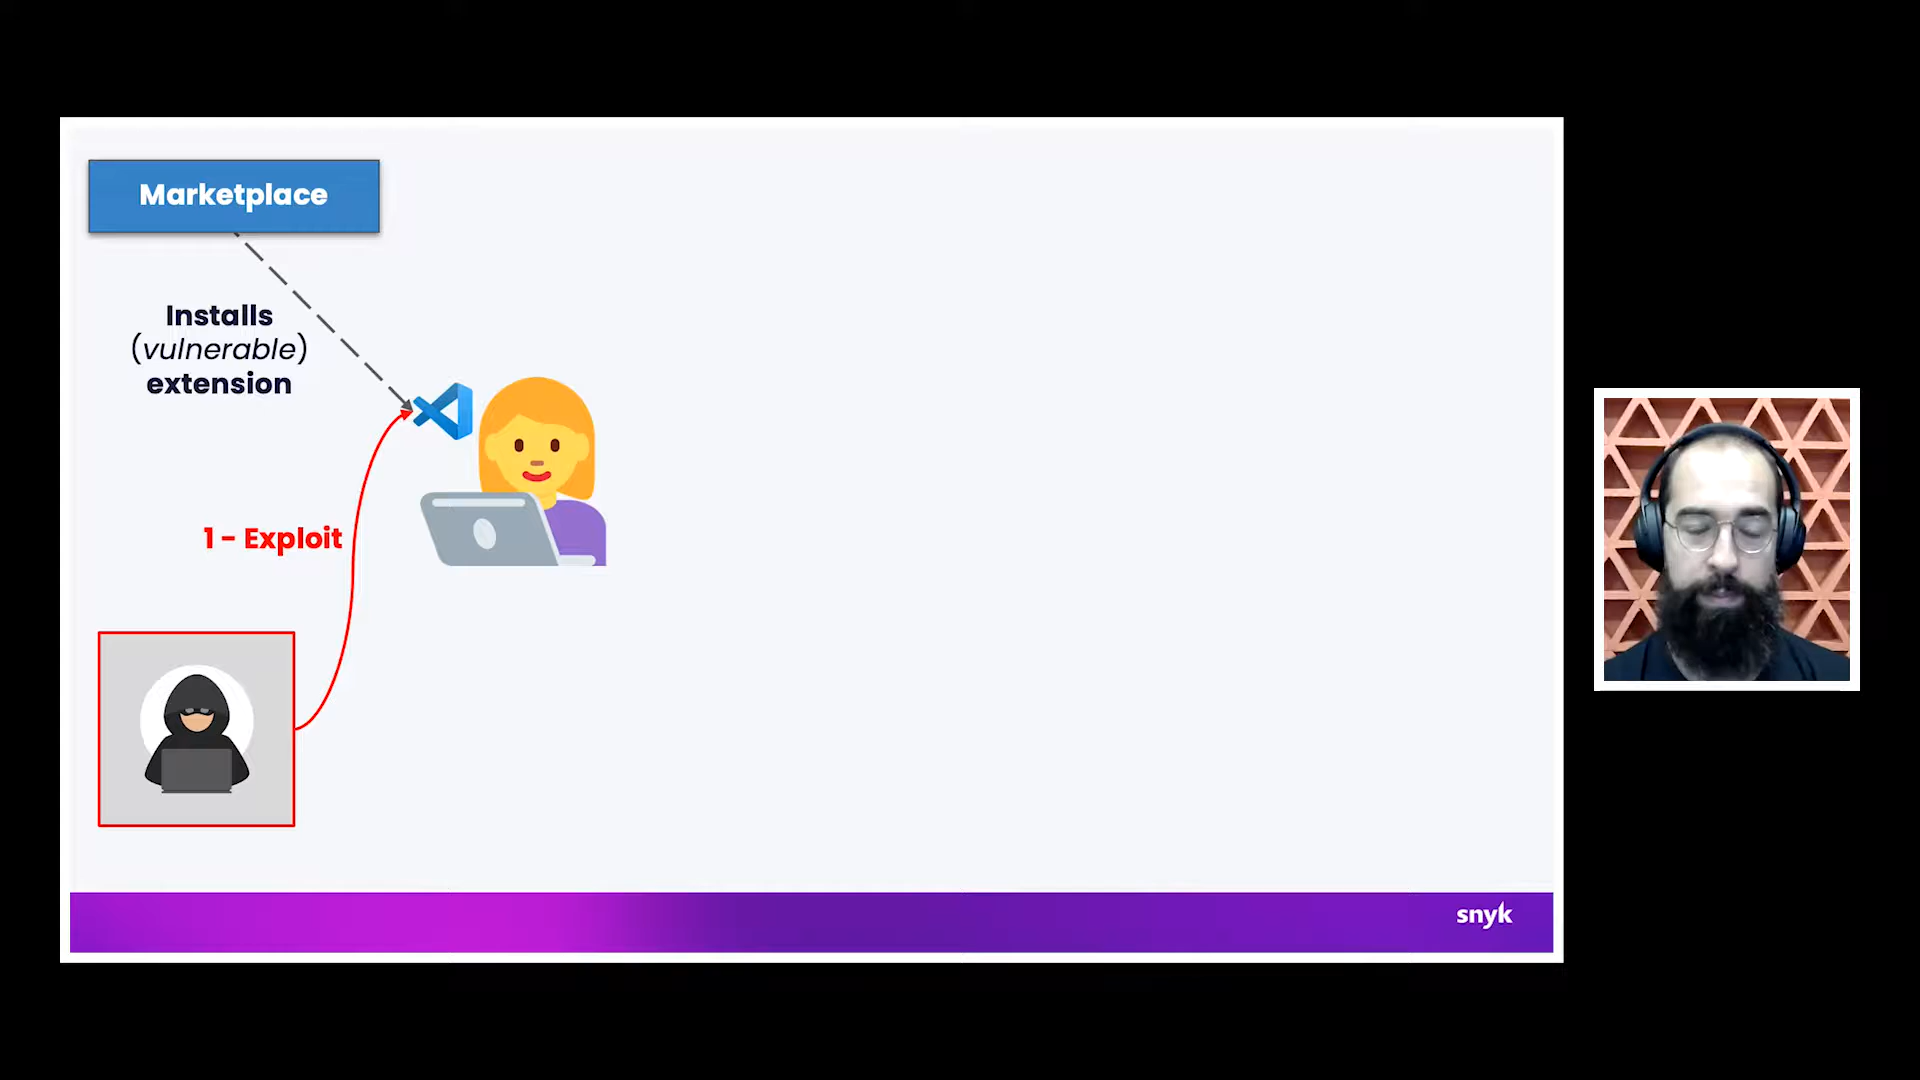 Marketplace
Installs
(vulnerable)
extension
1 - Exploit
snyk